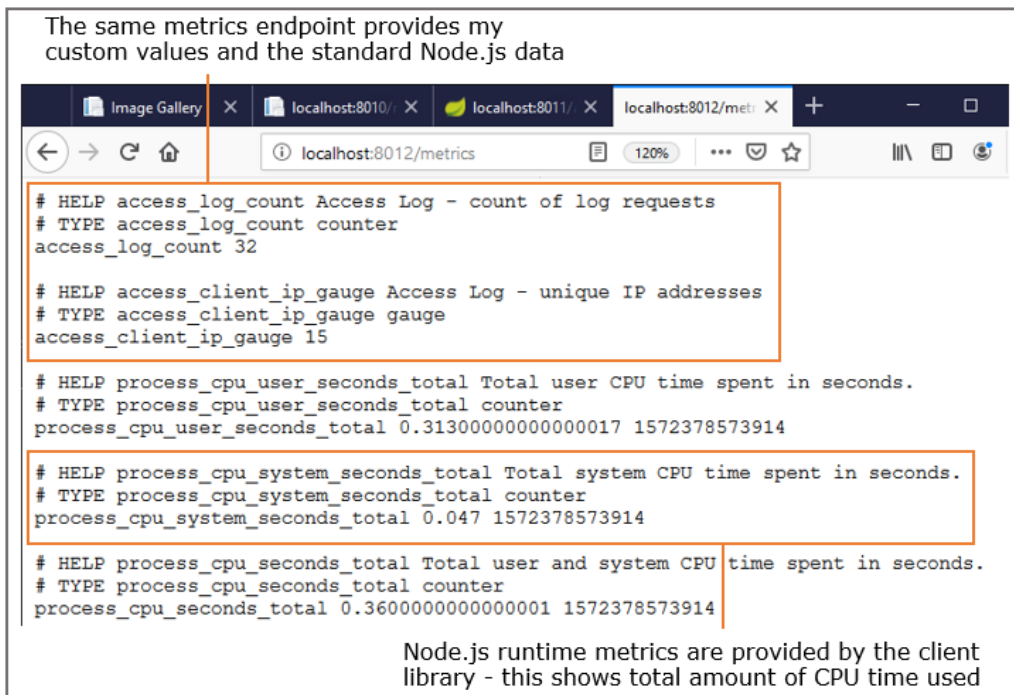 The same metrics endpoint provides my
custom values and the standard Node.js data
Image Gallery localhost:8010/ localhost:8011/ localhost:8012/metr
localhost:8012/metrics 120%
# HELP access_log_count Access Log - count of log requests
# TYPE access_log_count counter
access_log_count 32
# HELP access_client_ip_gauge Access Log - unique IP addresses
# TYPE access_client_ip_gauge gauge
access_client_ip_gauge 15
# HELP process_cpu_user_seconds_total Total user CPU time spent in seconds.
# TYPE process_cpu_user_seconds_total counter
process_cpu_user_seconds_total 0.31300000000000017 1572378573914
# HELP process_cpu_system_seconds_total Total system CPU time spent in seconds.
# TYPE process_cpu_system_seconds_total counter
process_cpu_system_seconds_total 0.047 1572378573914
# HELP process_cpu_seconds_total Total user and system CPU time spent in seconds.
# TYPE process_cpu_seconds_total counter
process_cpu_seconds_total 0.3600000000000001 1572378573914
Node.js runtime metrics are provided by the client
library - this shows total amount of CPU time used